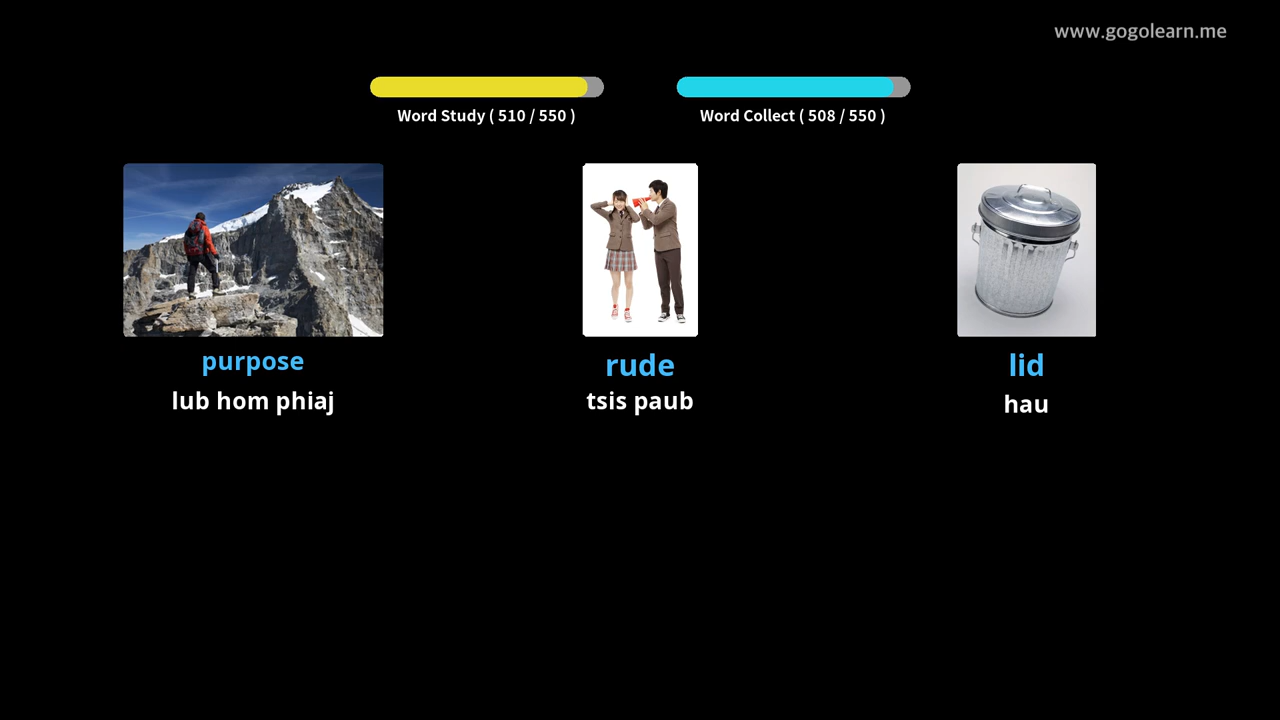 www.gogolearn.me
Word Study ( 510 / 550 )
Word Collect ( 508 / 550 )
purpose
lub hom phiaj
rude
tsis paub
lid
hau